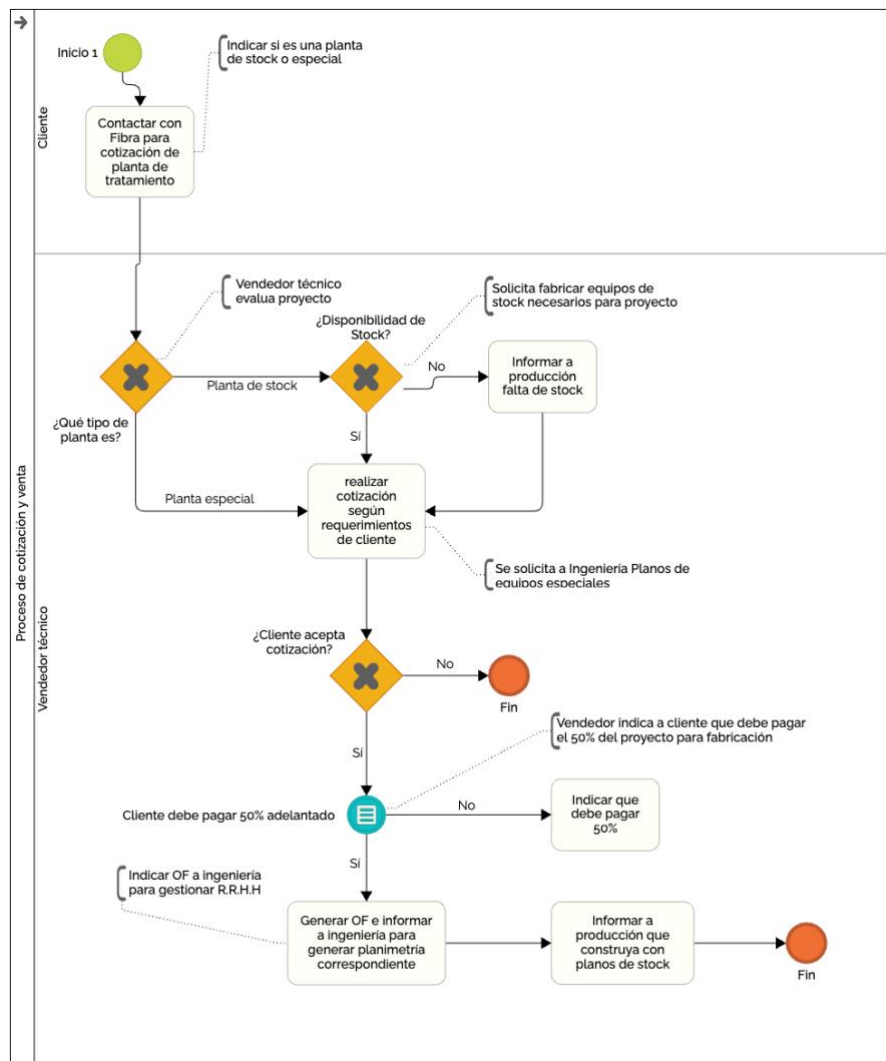 Proceso de cotización y venta
Cliente
Inicio 1
Indicar si es una planta
de stock o especial
Contactar con
Fibra para
cotización de
planta de
tratamiento
Vendedor técnico
Vendedor técnico
evalua proyecto
Solicita fabricar equipos de
stock necesarios para proyecto
¿Disponibilidad de
Stock?
Planta de stock
No
Informar a
producción
falta de stock
¿Qué tipo de
planta es?
Sí
Planta especial
realizar
cotización
según
requerimientos
de cliente
Se solicita a Ingeniería Planos de
equipos especiales
¿Cliente acepta
cotización?
No
Fin
Sí
Vendedor indica a cliente que debe pagar
el 50% del proyecto para fabricación
Cliente debe pagar 50% adelantado
No
Indicar que
debe pagar
50%
Sí
Indicar OF a ingeniería
para gestionar R.R.H.H
Generar OF e informar
a ingeniería para
generar planimetría
correspondiente
Informar a
producción que
construya con
planos de stock
Fin